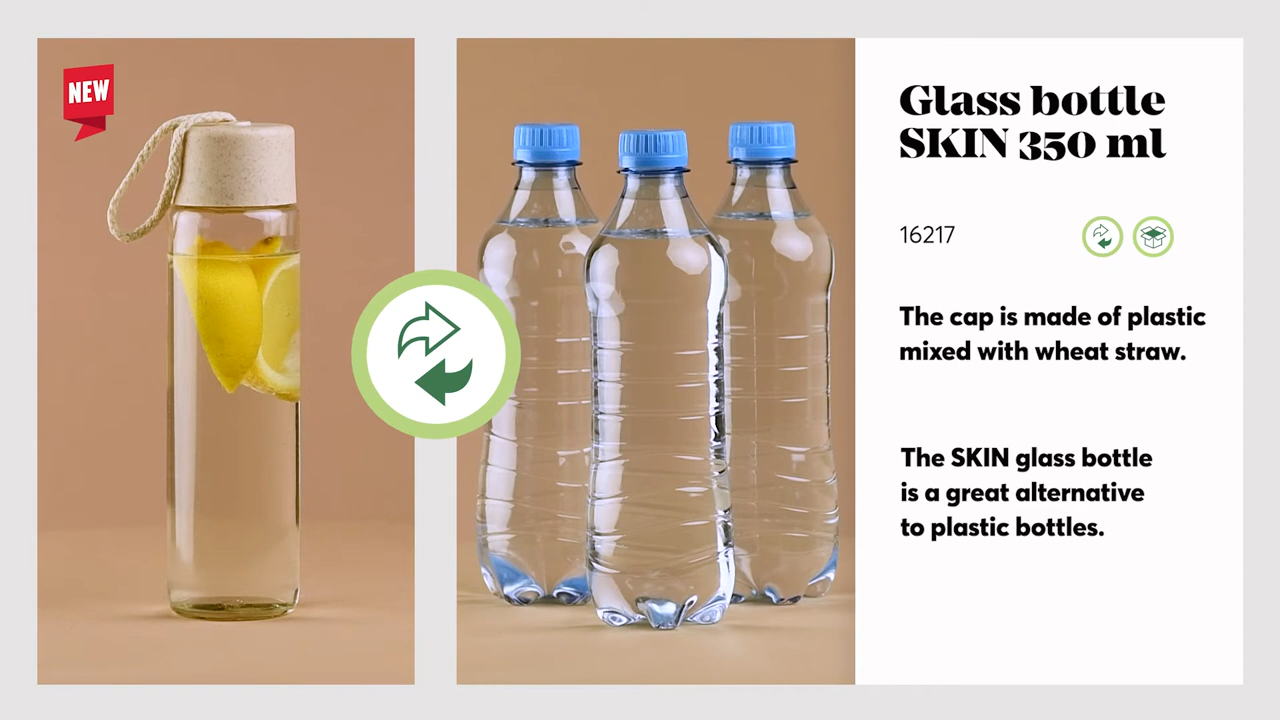 NEW
Glass bottle
SKIN 350 ml
16217
The cap is made of plastic
mixed with wheat straw.
The SKIN glass bottle
is a great alternative
to plastic bottles.